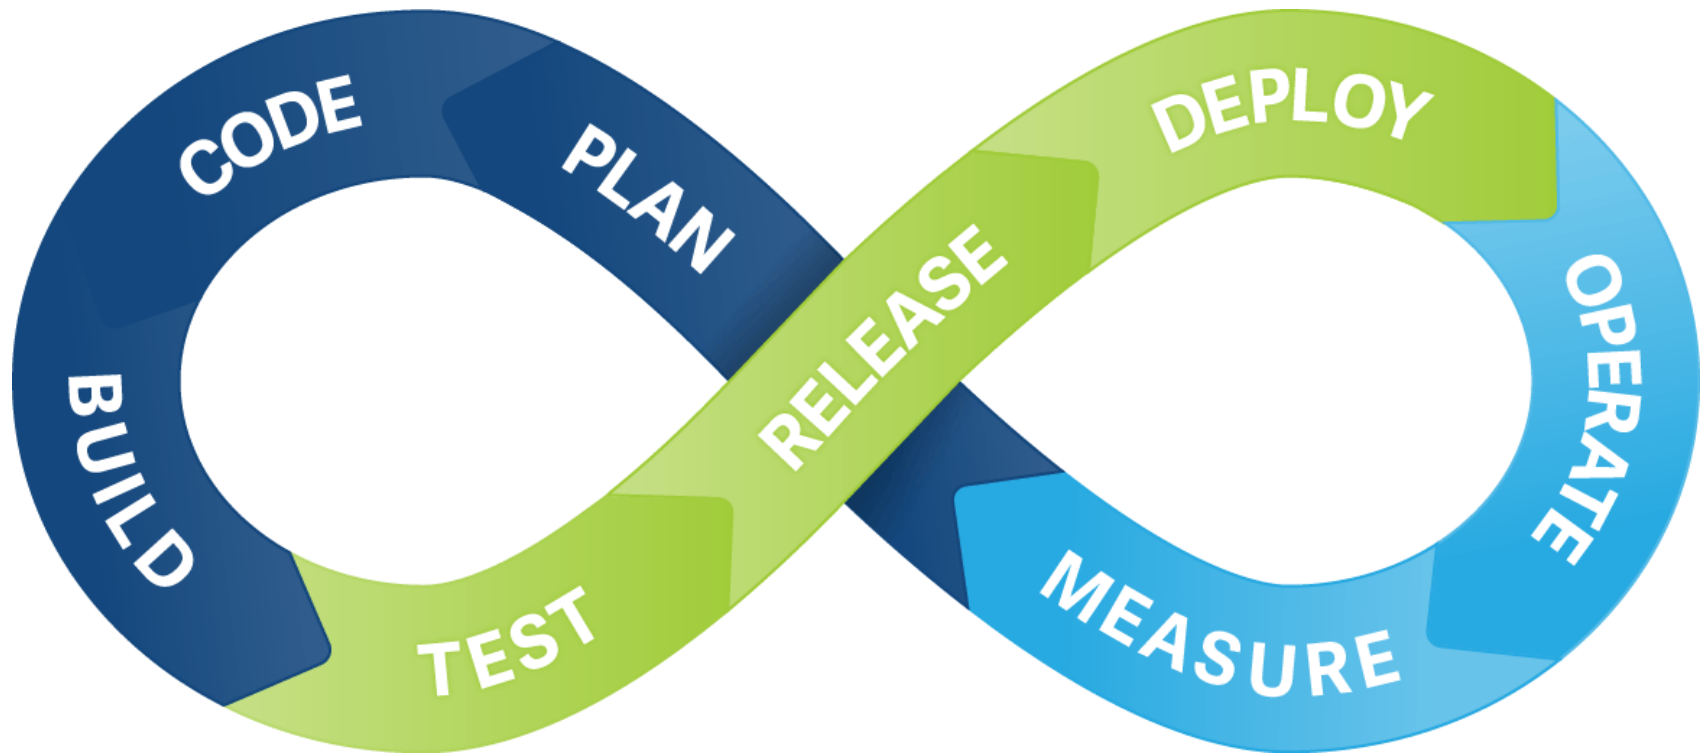 PLAN
CODE
BUILD
TEST
RELEASE
DEPLOY
OPERATE
MEASURE